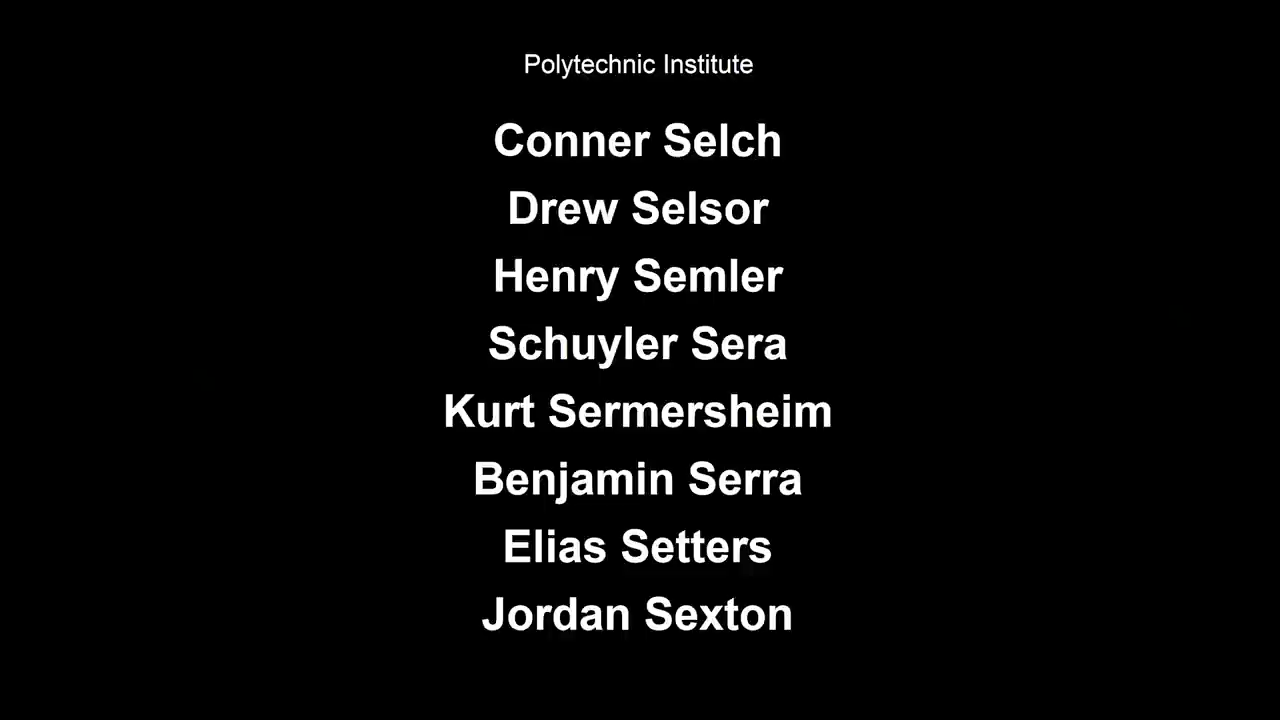 Polytechnic Institute
Conner Selch
Drew Selsor
Henry Semler
Schuyler Sera
Kurt Sermersheim
Benjamin Serra
Elias Setters
Jordan Sexton